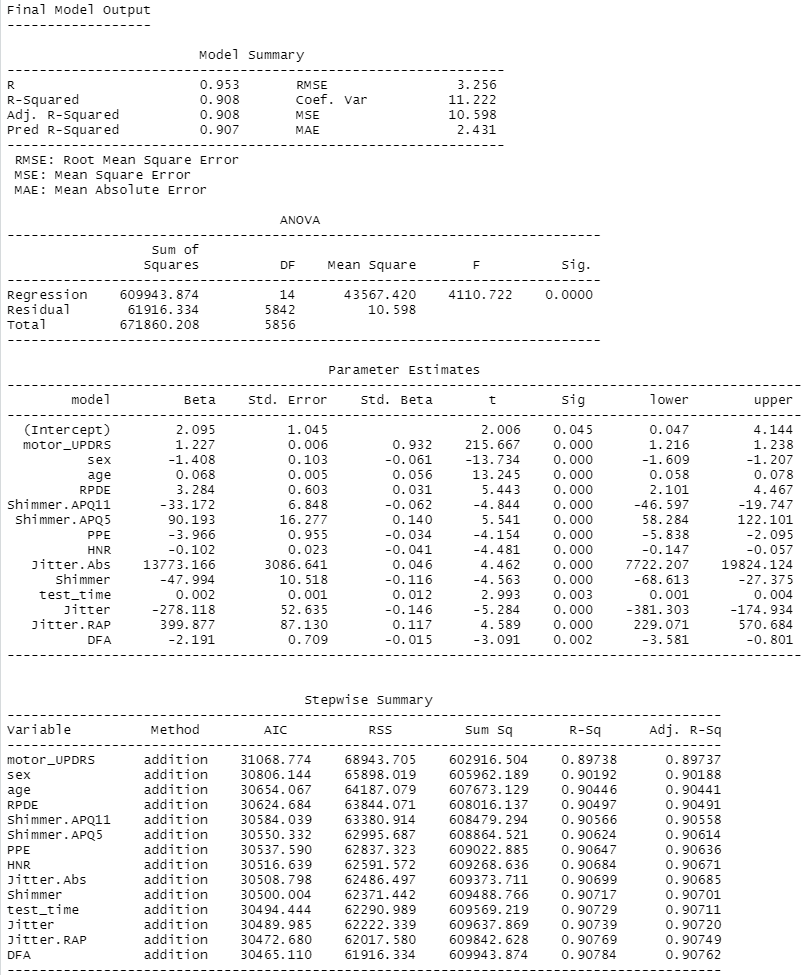 Final Model Output
------------------
Model Summary
R 0.953 RMSE 3.256
R-Squared 0.908 Coef. Var 11.222
Adj. R-Squared 0.908 MSE 10.598
Pred R-Squared 0.907 MAE 2.431
RMSE: Root Mean Square Error
MSE: Mean Square Error
MAE: Mean Absolute Error
ANOVA
Sum of
Squares DF Mean Square F Sig.
Regression 609943.874 14 43567.420 4110.722 0.0000
Residual 61916.334 5842 10.598
Total 671860.208 5856
Parameter Estimates
model Beta Std. Error Std. Beta t Sig lower upper
(Intercept) 2.095 1.045 2.006 0.045 0.047 4.144
motor_UPDRS 1.227 0.006 0.932 215.667 0.000 1.216 1.238
sex -1.408 0.103 -0.061 -13.734 0.000 -1.609 -1.207
age 0.068 0.005 0.056 13.245 0.000 0.058 0.078
RPDE 3.284 0.603 0.031 5.443 0.000 2.101 4.467
Shimmer.APQ11 -33.172 6.848 -0.062 -4.844 0.000 -46.597 -19.747
Shimmer.APQ5 90.193 16.277 0.140 5.541 0.000 58.284 122.101
PPE -3.966 0.955 -0.034 -4.154 0.000 -5.838 -2.095
HNR -0.102 0.023 -0.041 -4.481 0.000 -0.147 -0.057
Jitter.Abs 13773.166 3086.641 0.046 4.462 0.000 7722.207 19824.124
Shimmer -47.994 10.518 -0.116 -4.563 0.000 -68.613 -27.375
test_time 0.002 0.001 0.012 2.993 0.003 0.001 0.004
Jitter -278.118 52.635 -0.146 -5.284 0.000 -381.303 -174.934
Jitter.RAP 399.877 87.130 0.117 4.589 0.000 229.071 570.684
DFA -2.191 0.709 -0.015 -3.091 0.002 -3.581 -0.801
Stepwise Summary
Variable Method AIC RSS Sum Sq R-Sq Adj. R-Sq
motor_UPDRS addition 31068.774 68943.705 602916.504 0.89738 0.89737
sex addition 30806.144 65898.019 605962.189 0.90192 0.90188
age addition 30654.067 64187.079 607673.129 0.90446 0.90441
RPDE addition 30624.684 63844.071 608016.137 0.90497 0.90491
Shimmer.APQ11 addition 30584.039 63380.914 608479.294 0.90566 0.90558
Shimmer.APQ5 addition 30550.332 62995.687 608864.521 0.90624 0.90614
PPE addition 30537.590 62837.323 609022.885 0.90647 0.90636
HNR addition 30516.639 62591.572 609268.636 0.90684 0.90671
Jitter.Abs addition 30508.798 62486.497 609373.711 0.90699 0.90685
Shimmer addition 30500.004 62371.442 609488.766 0.90717 0.90701
test_time addition 30494.444 62290.989 609569.219 0.90729 0.90711
Jitter addition 30489.985 62222.339 609637.869 0.90739 0.90720
Jitter.RAP addition 30472.680 62017.580 609842.628 0.90769 0.90749
DFA addition 30465.110 61916.334 609943.874 0.90784 0.90762